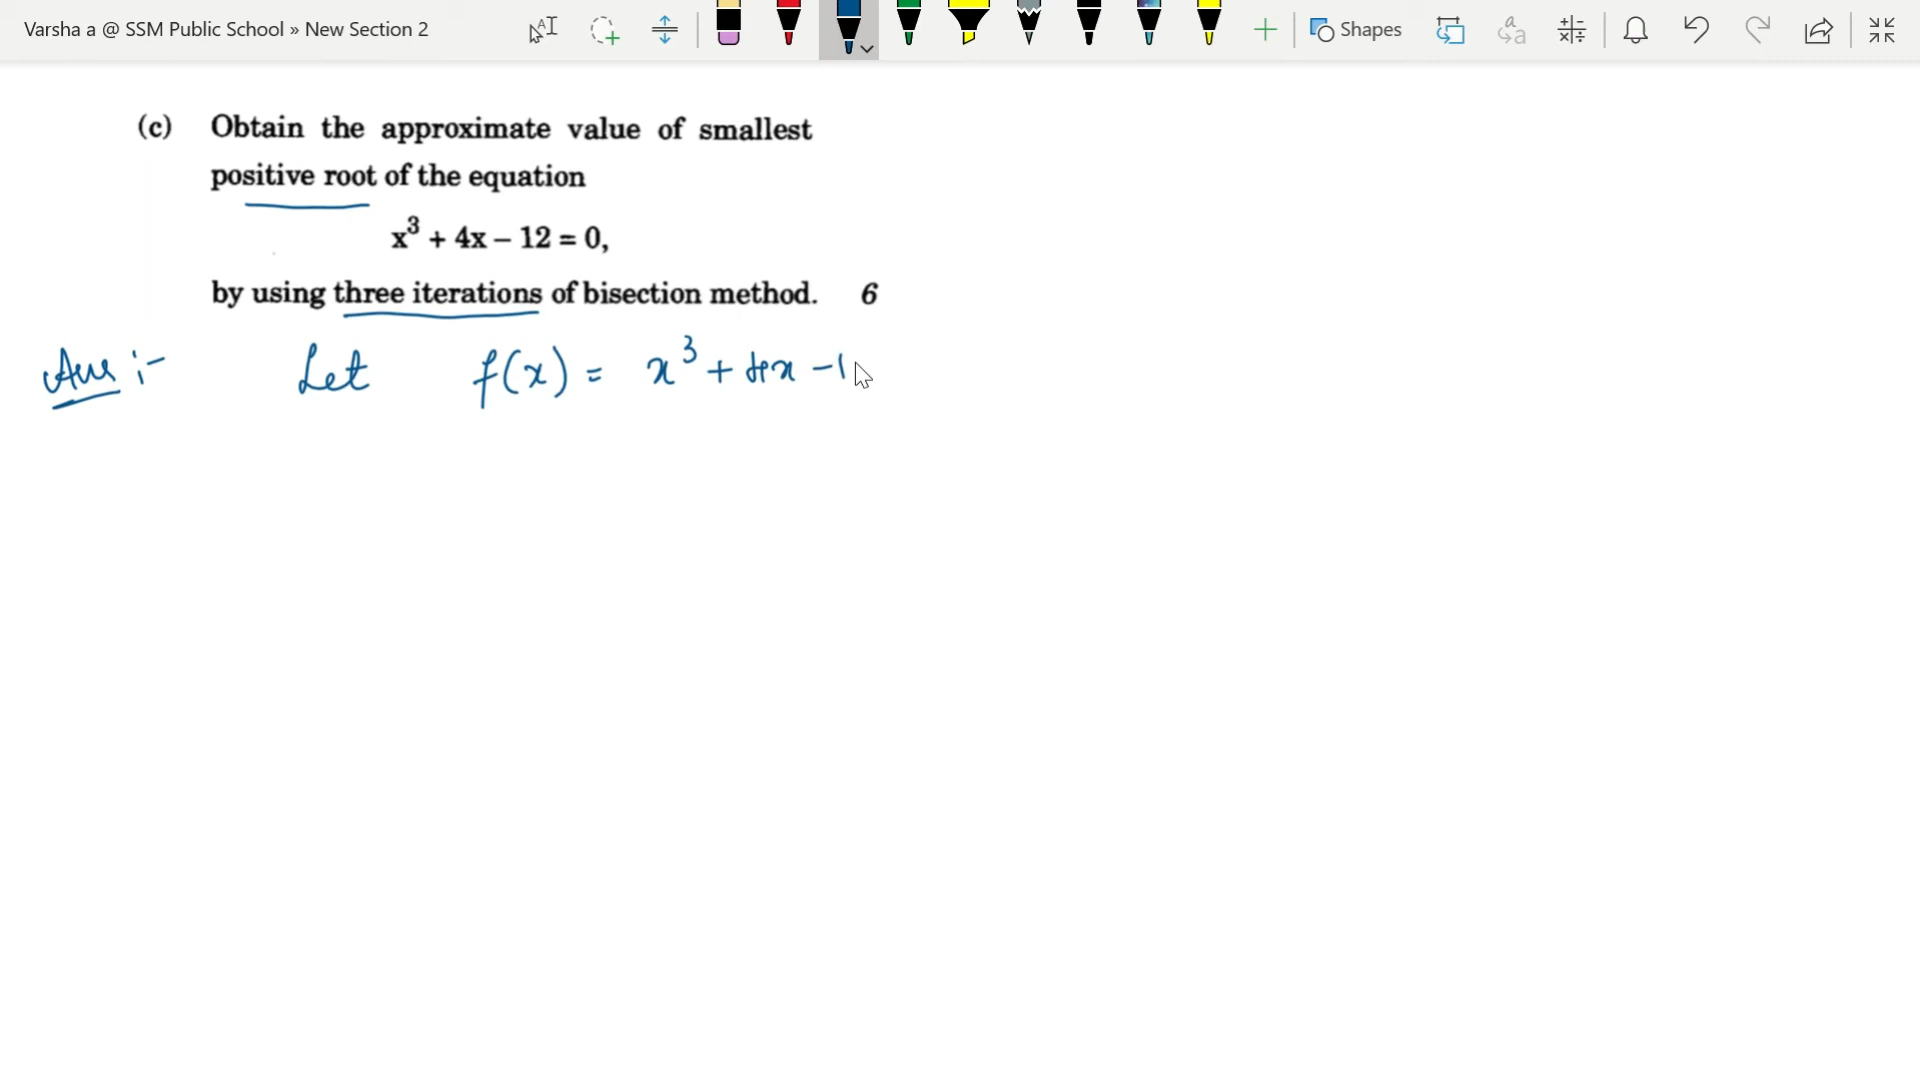 Varsha a @ SSM Public School » New Section 2
Shapes
(c) Obtain the approximate value of smallest
positive root of the equation
x³ + 4x – 12 = 0,
by using three iterations of bisection method. 6
Ans :- Let f(x) = x³ + 4x – 1